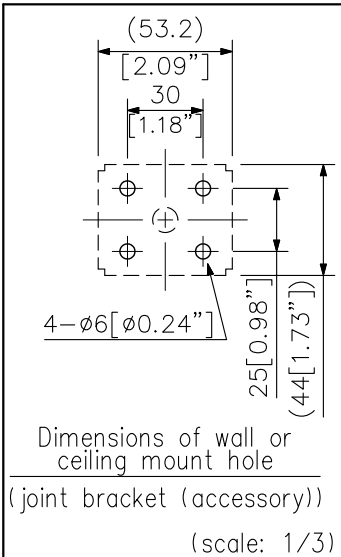 (53.2)
[2.09"]
30
[1.18"]
4-ø6[ø0.24"]
25[0.98"]
(44[1.73"])
Dimensions of wall or
ceiling mount hole
(joint bracket (accessory))
(scale: 1/3)